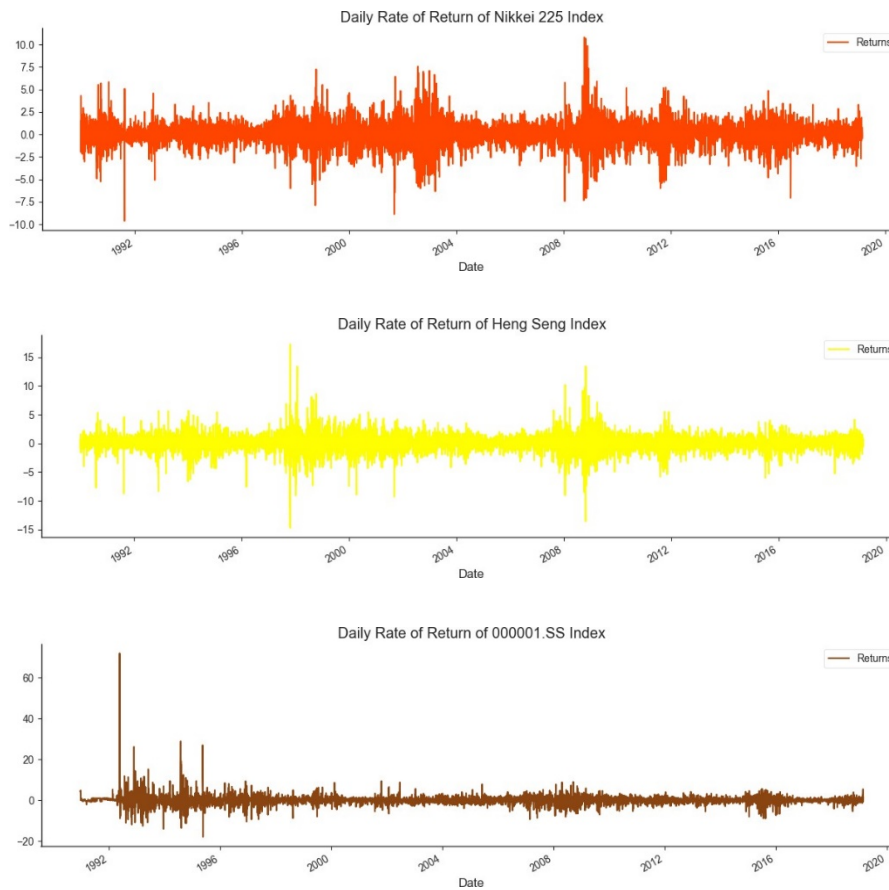 Daily Rate of Return of Nikkei 225 Index
Returns
10.0
7.5
5.0
2.5
0.0
−2.5
−5.0
−7.5
−10.0
1992 1996 2000 2004 2008 2012 2016 2020
Date
Daily Rate of Return of Heng Seng Index
Returns
15
10
5
0
−5
−10
−15
1992 1996 2000 2004 2008 2012 2016 2020
Date
Daily Rate of Return of 000001.SS Index
Returns
60
40
20
0
−20
1992 1996 2000 2004 2008 2012 2016 2020
Date